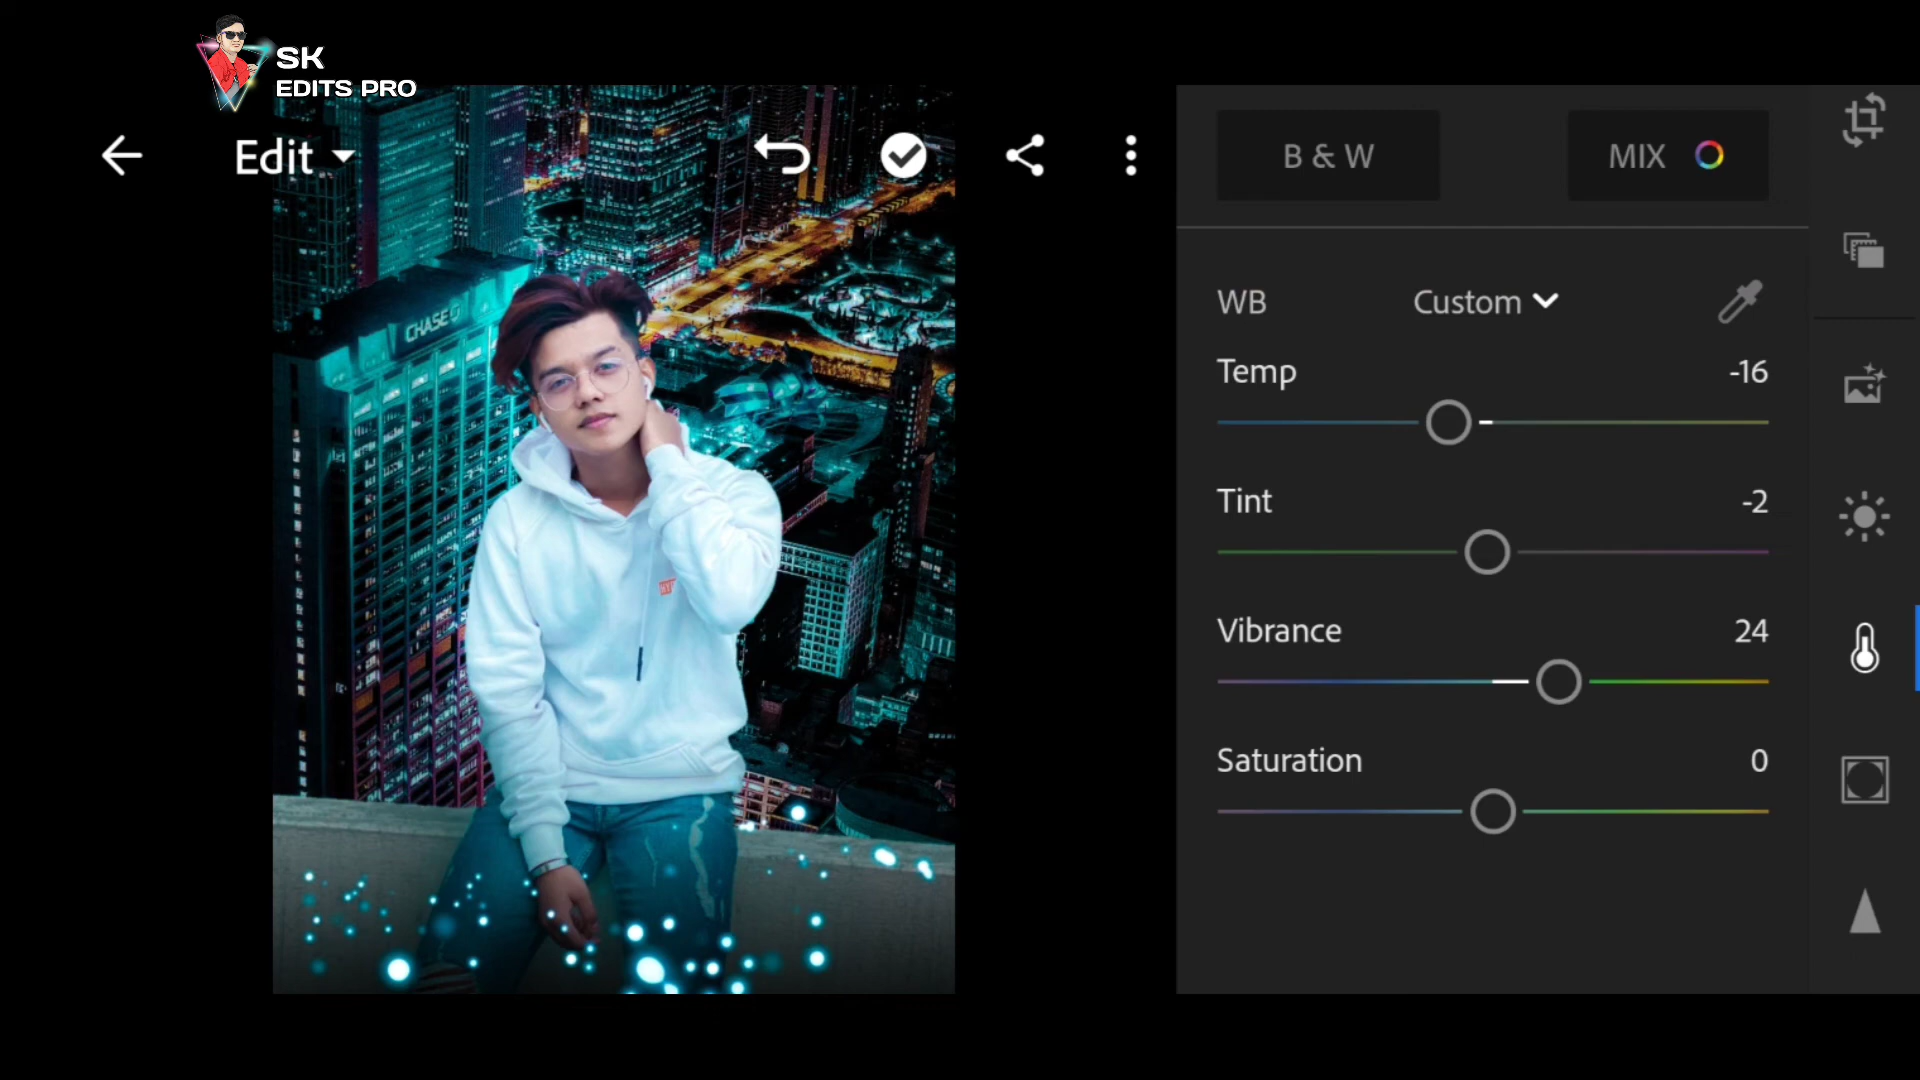 SK
EDITS PRO
Edit
B & W
MIX
WB
Custom
Temp
-16
Tint
-2
Vibrance
24
Saturation
0
CHASE